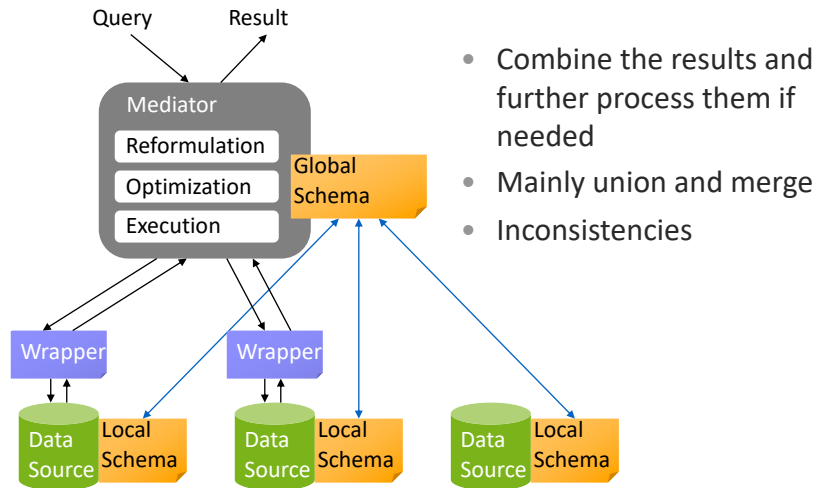 Query Result
Mediator
Reformulation
Optimization
Execution
Global
Schema
Wrapper
Wrapper
Data
Source
Local
Schema
Data
Source
Local
Schema
Data
Source
Local
Schema
• Combine the results and
further process them if
needed
• Mainly union and merge
• Inconsistencies